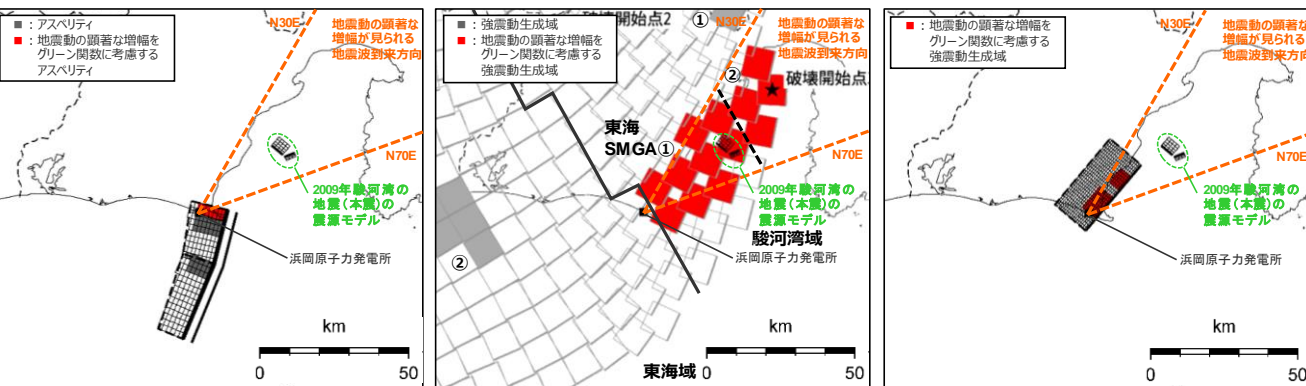 ■：アスペリティ
■：地震動の顕著な増幅を
グリーン関数に考慮する
アスペリティ
N30E
地震動の顕著な
増幅が見られる
地震波到来方向
N70E
2009年駿河湾の
地震（本震）の
震源モデル
浜岡原子力発電所
km
0
50
破壊開始点2
①
■：強震動生成域
■：地震動の顕著な増幅を
グリーン関数に考慮する
強震動生成域
N30E
地震動の顕著な
増幅が見られる
地震波到来方向
②
破壊開始点
東海
SMGA①
N70E
2009年駿河湾の
地震（本震）の
震源モデル
駿河湾域
浜岡原子力発電所
②
km
東海域
0
50
■：地震動の顕著な増幅を
グリーン関数に考慮する
強震動生成域
N30E
地震動の顕著な
増幅が見られる
地震波到来方向
N70E
2009年駿河湾の
地震（本震）の
震源モデル
浜岡原子力発電所
km
0
50